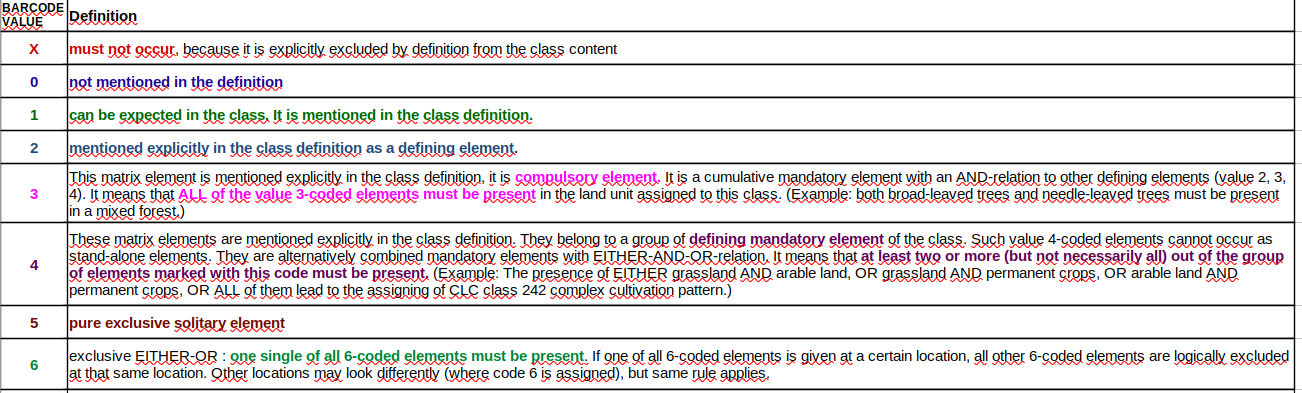 BARCODE
VALUE
Definition
X
must not occur, because it is explicitly excluded by definition from the class content
0
not mentioned in the definition
1
can be expected in the class. It is mentioned in the class definition.
2
mentioned explicitly in the class definition as a defining element.
3
This matrix element is mentioned explicitly in the class definition, it is compulsory element. It is a cumulative mandatory element with an AND-relation to other defining elements (value 2, 3,
4). It means that ALL of the value 3-coded elements must be present in the land unit assigned to this class. (Example: both broad-leaved trees and needle-leaved trees must be present
in a mixed forest.)
4
These matrix elements are mentioned explicitly in the class definition. They belong to a group of defining mandatory element of the class. Such value 4-coded elements cannot occur as
stand-alone elements. They are alternatively combined mandatory elements with EITHER-AND-OR-relation. It means that at least two or more (but not necessarily all) out of the group
of elements marked with this code must be present. (Example: The presence of EITHER grassland AND arable land, OR grassland AND permanent crops, OR arable land AND
permanent crops, OR ALL of them lead to the assigning of CLC class 242 complex cultivation pattern.)
5
pure exclusive solitary element
6
exclusive EITHER-OR : one single of all 6-coded elements must be present. If one of all 6-coded elements is given at a certain location, all other 6-coded elements are logically excluded
at that same location. Other locations may look differently (where code 6 is assigned), but same rule applies.